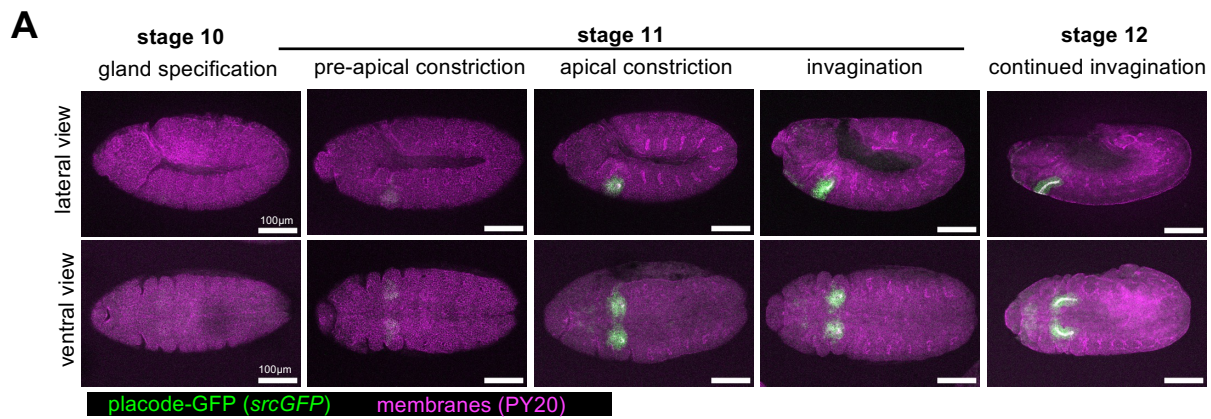 A
stage 10
stage 11
stage 12
gland specification
pre-apical constriction
apical constriction
invagination
continued invagination
lateral view
100μm
ventral view
100μm
placode-GFP (srcGFP)
membranes (PY20)